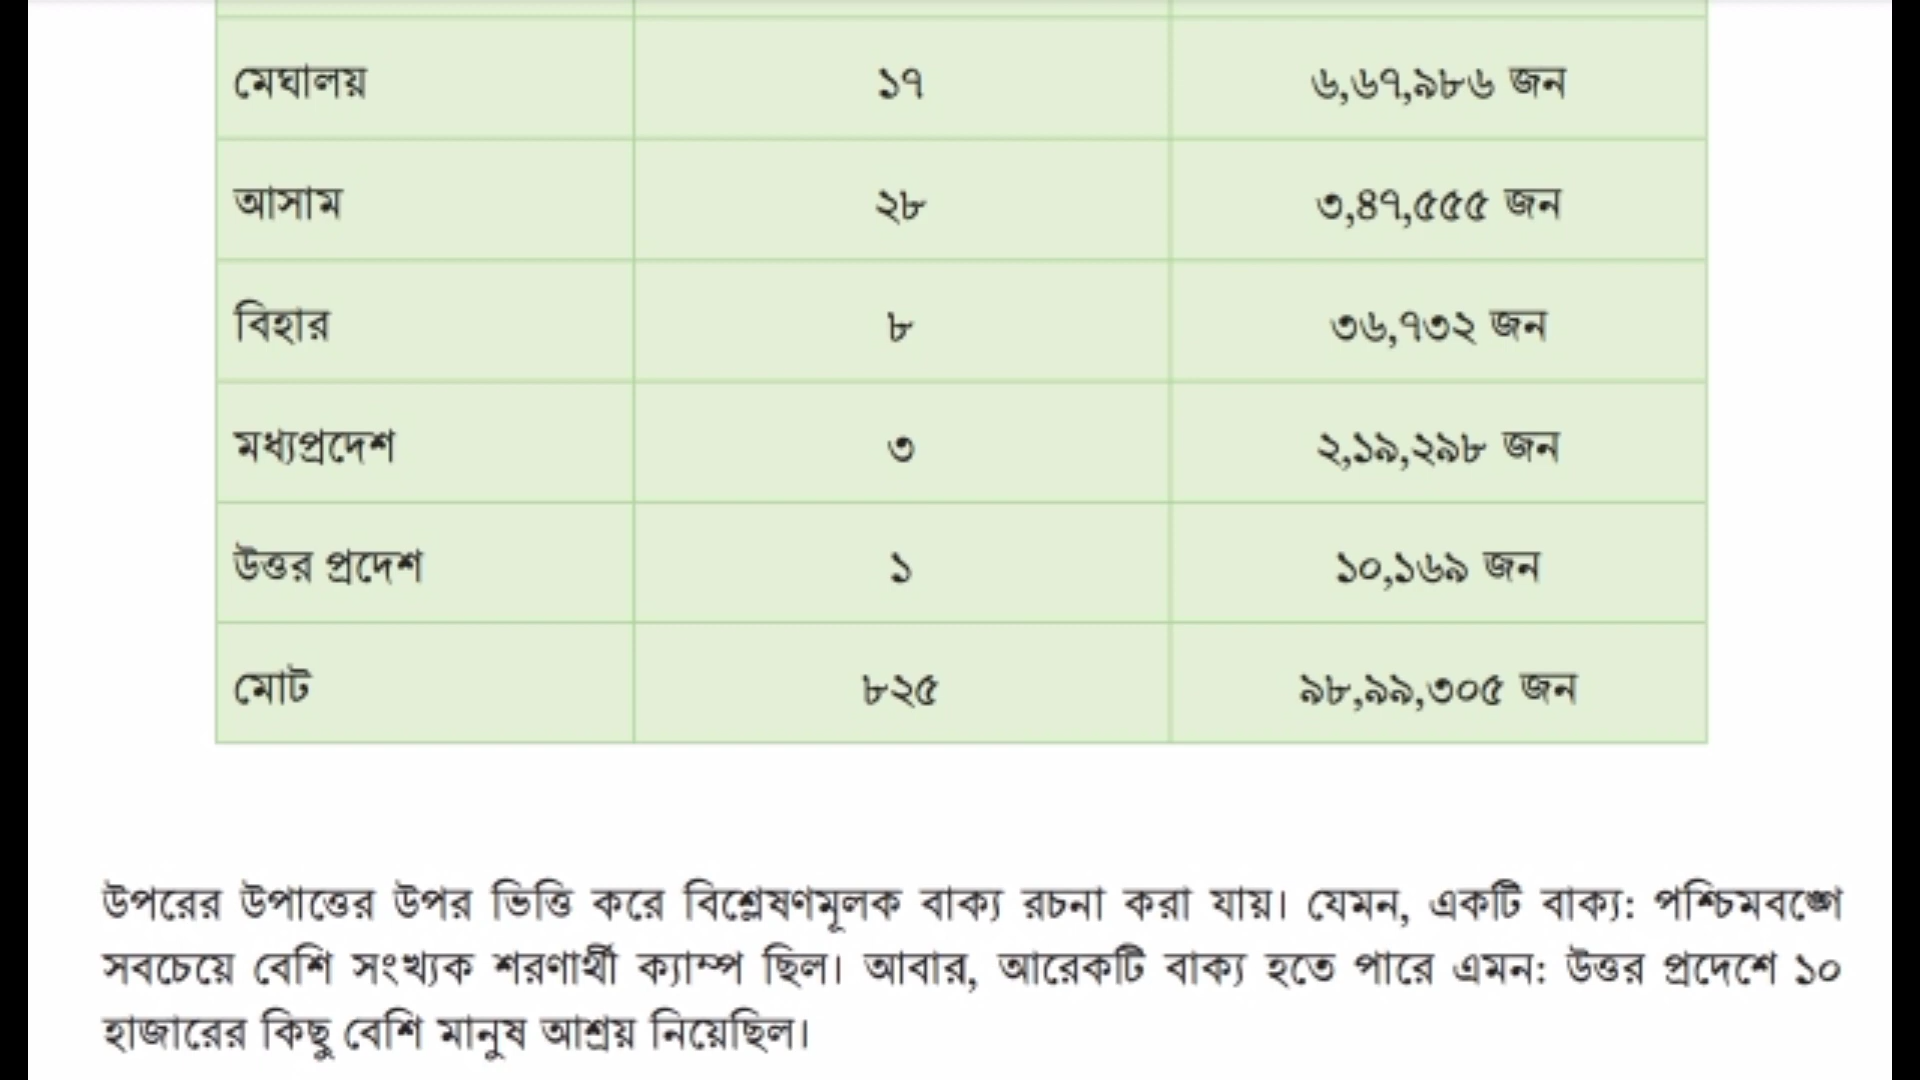 মেঘালয় ১৭ ৬,৬৭,৯৮৬ জন
আসাম ২৮ ৩,৪৭,৫৫৫ জন
বিহার ৮ ৩৬,৭৩২ জন
মধ্যপ্রদেশ ৩ ২,১৯,২৯৮ জন
উত্তর প্রদেশ ১ ১০,১৬৯ জন
মোট ৮২৫ ৯৮,৯৯,৩০৫ জন
উপরের উপাত্তের উপর ভিত্তি করে বিশ্লেষণমূলক বাক্য রচনা করা যায়। যেমন, একটি বাক্য: পশ্চিমবঙ্গে
সবচেয়ে বেশি সংখ্যক শরণার্থী ক্যাম্প ছিল। আবার, আরেকটি বাক্য হতে পারে এমন: উত্তর প্রদেশে ১০
হাজারের কিছু বেশি মানুষ আশ্রয় নিয়েছিল।